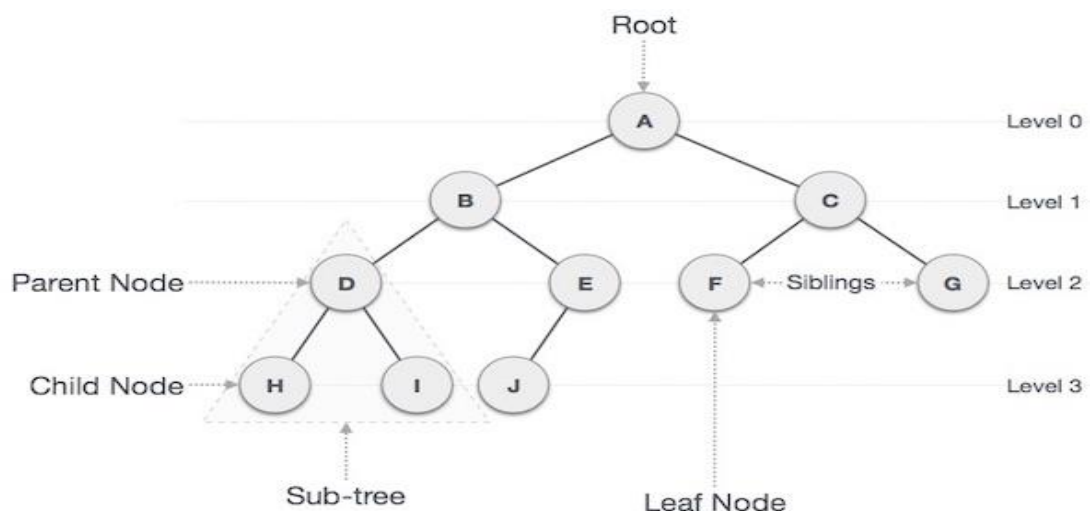 Root
A
Level 0
B
C
Level 1
Parent Node
D
E
F
Siblings
G
Level 2
Child Node
H
I
J
Level 3
Sub-tree
Leaf Node